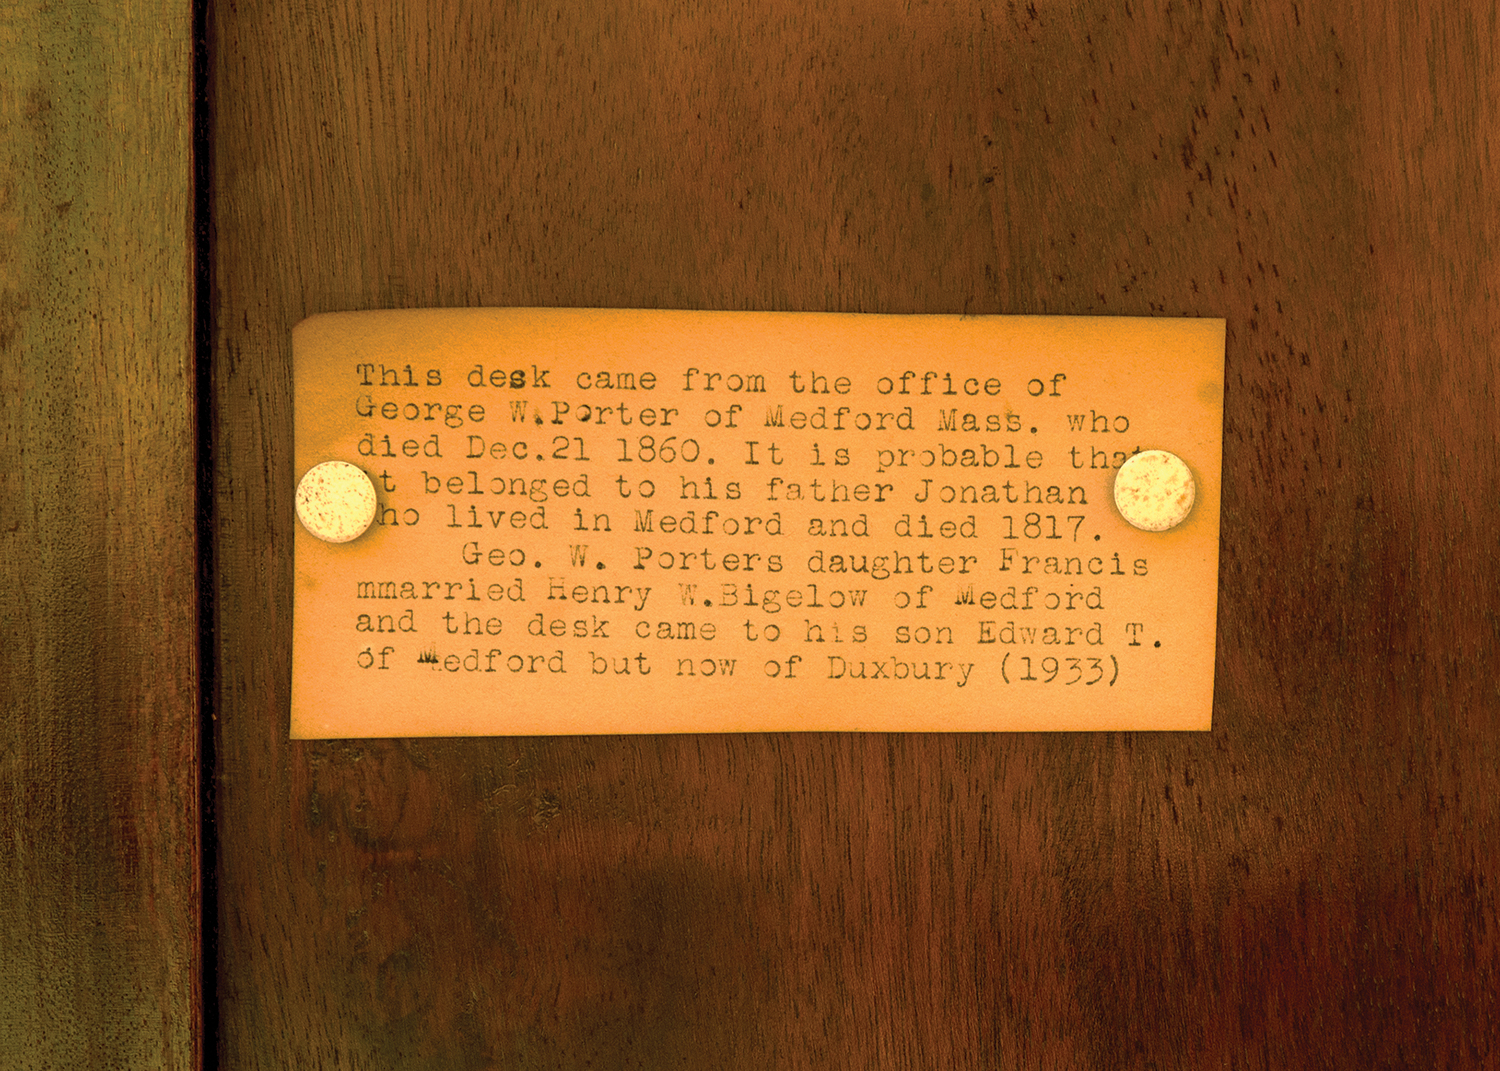 This desk came from the office of
George W.Porter of Medford Mass. who
died Dec.21 1860. It is probable that
it belonged to his father Jonathan
who lived in Medford and died 1817.
Geo. W. Porters daughter Francis
mmarried Henry W.Bigelow of Medford
and the desk came to his son Edward T.
of Medford but now of Duxbury (1933)